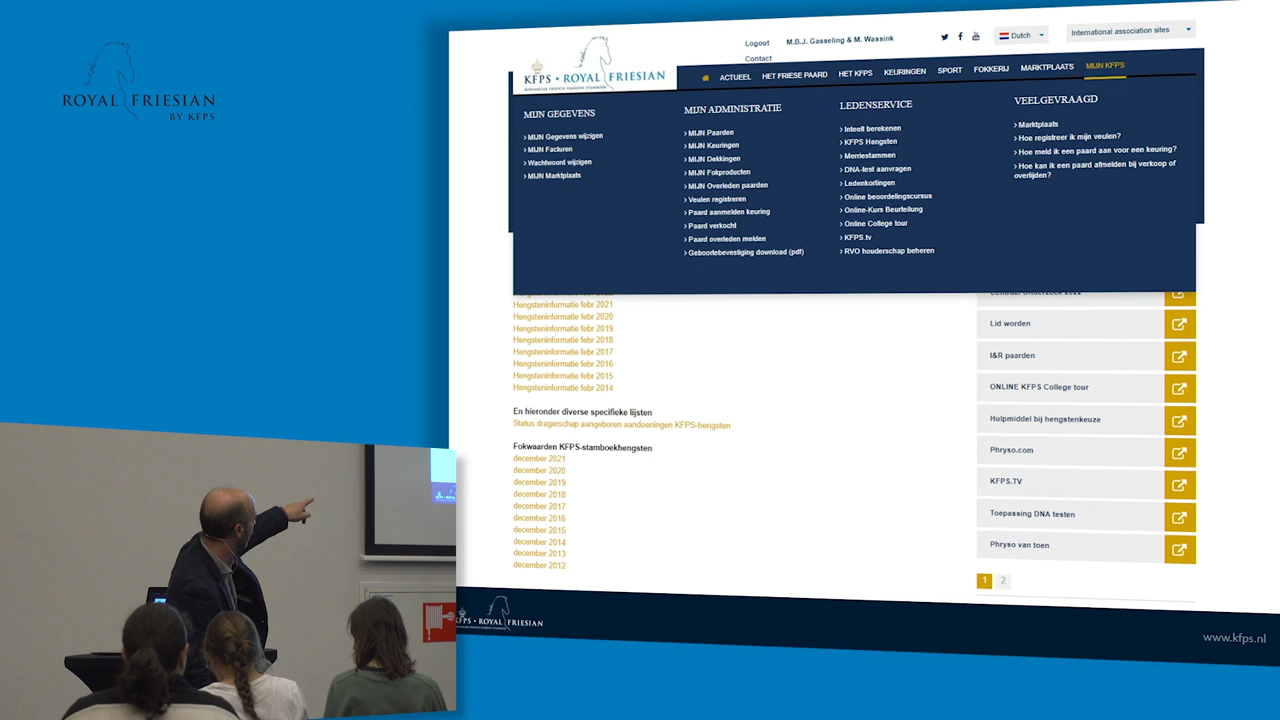 ROYAL FRIESIAN
BY KFPS
Logout
M.B.J. Gasseling & M. Wassink
Contact
Dutch
International association sites
KFPS • ROYAL FRIESIAN
ACTUEEL
HET FRIESE PAARD
HET KFPS
KEURINGEN
SPORT
FOKKERIJ
MARKTPLAATS
MIJN KFPS
MIJN GEGEVENS
› MIJN Gegevens wijzigen
› MIJN Facturen
› Wachtwoord wijzigen
› MIJN Marktplaats
MIJN ADMINISTRATIE
› MIJN Paarden
› MIJN Keuringen
› MIJN Dekkingen
› MIJN Fokproducten
› MIJN Overleden paarden
› Veulen registreren
› Paard aanmelden keuring
› Paard verkocht
› Paard overleden melden
› Geboortebevestiging download (pdf)
LEDENSERVICE
› Inteelt berekenen
› KFPS Hengsten
› Merriestammen
› DNA-test aanvragen
› Ledenkortingen
› Online beoordelingscursus
› Online-Kurs Beurteilung
› Online College tour
› KFPS.tv
› RVO houderschap beheren
VEELGEVRAAGD
› Marktplaats
› Hoe registreer ik mijn veulen?
› Hoe meld ik een paard aan voor een keuring?
› Hoe kan ik een paard afmelden bij verkoop of
overlijden?
Hengsteninformatie febr 2021
Hengsteninformatie febr 2020
Hengsteninformatie febr 2019
Hengsteninformatie febr 2018
Hengsteninformatie febr 2017
Hengsteninformatie febr 2016
Hengsteninformatie febr 2015
Hengsteninformatie febr 2014
En hieronder diverse specifieke lijsten
Status dragerschap aangeboren aandoeningen KFPS-hengsten
Fokwaarden KFPS-stamboekhengsten
december 2021
december 2020
december 2019
december 2018
december 2017
december 2016
december 2015
december 2014
december 2013
december 2012
Centraal Onderzoek 2022
Lid worden
I&R paarden
ONLINE KFPS College tour
Hulpmiddel bij hengstenkeuze
Phryso.com
KFPS.TV
Toepassing DNA testen
Phryso van toen
1 2
KFPS • ROYAL FRIESIAN
www.kfps.nl